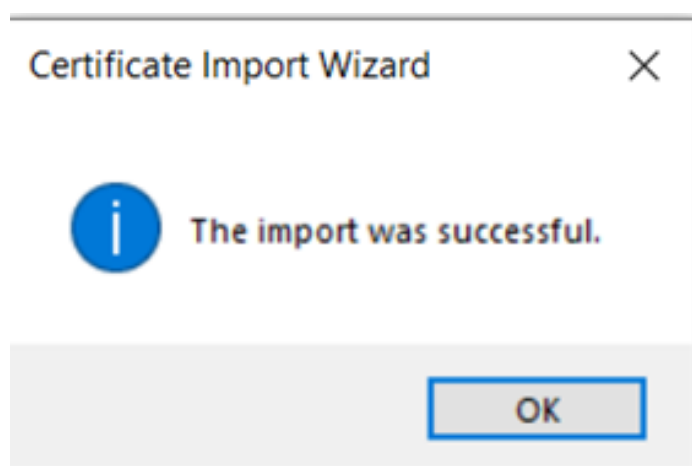 Certificate Import Wizard
The import was successful.
OK